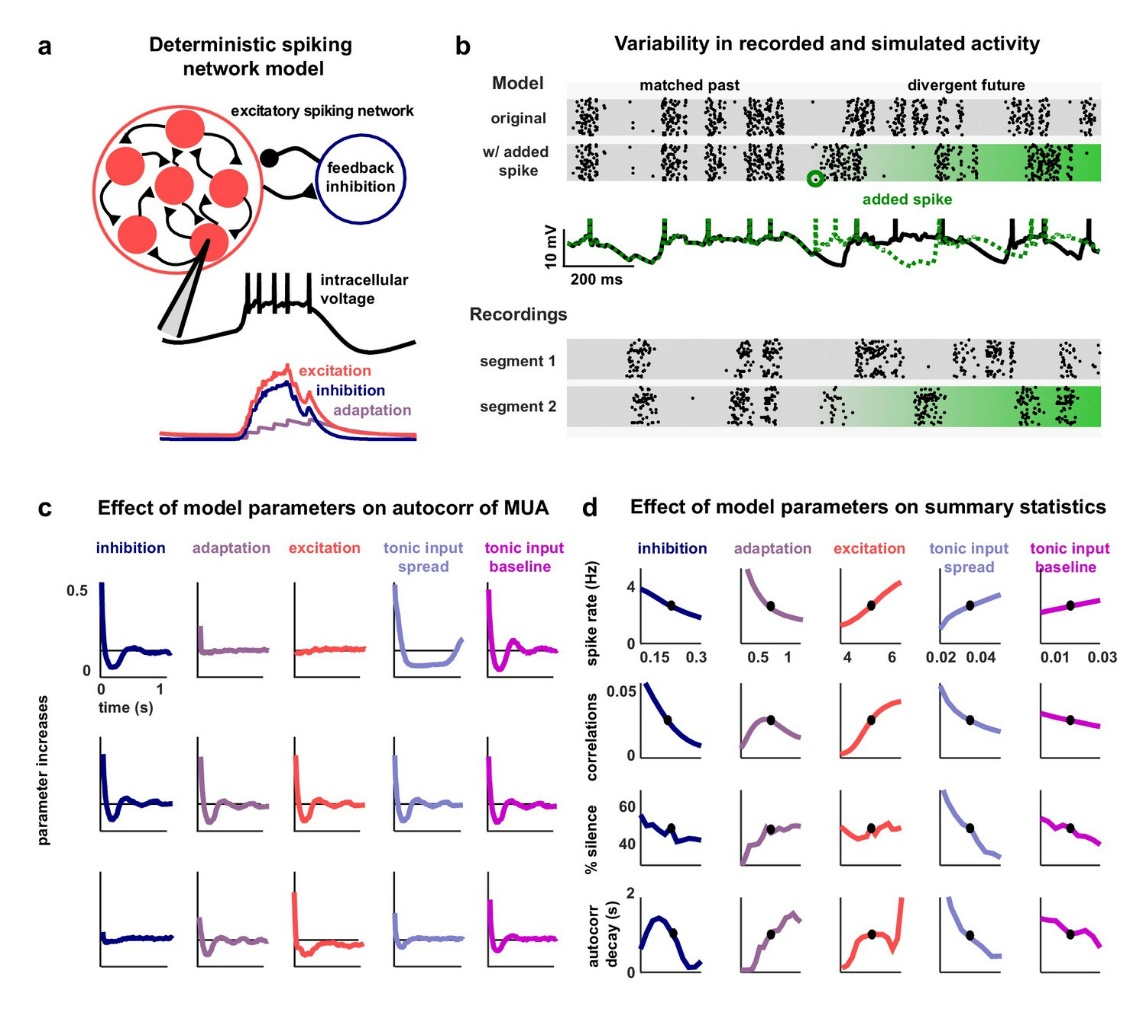 a
Deterministic spiking
network model
excitatory spiking network
feedback
inhibition
intracellular
voltage
excitation
inhibition
adaptation
b
Variability in recorded and simulated activity
Model
matched past
divergent future
original
w/ added
spike
added spike
10 mV
200 ms
Recordings
segment 1
segment 2
c
Effect of model parameters on autocorr of MUA
inhibition
adaptation
excitation
tonic input
spread
tonic input
baseline
0.5
0
0
1
time (s)
parameter increases
d
Effect of model parameters on summary statistics
inhibition
adaptation
excitation
tonic input
spread
tonic input
baseline
spike rate (Hz)
4
0
0.15 0.3
0.5 1
4 6
0.02 0.04
0.01 0.03
correlations
0.05
0
% silence
60
40
autocorr
decay (s)
2
0